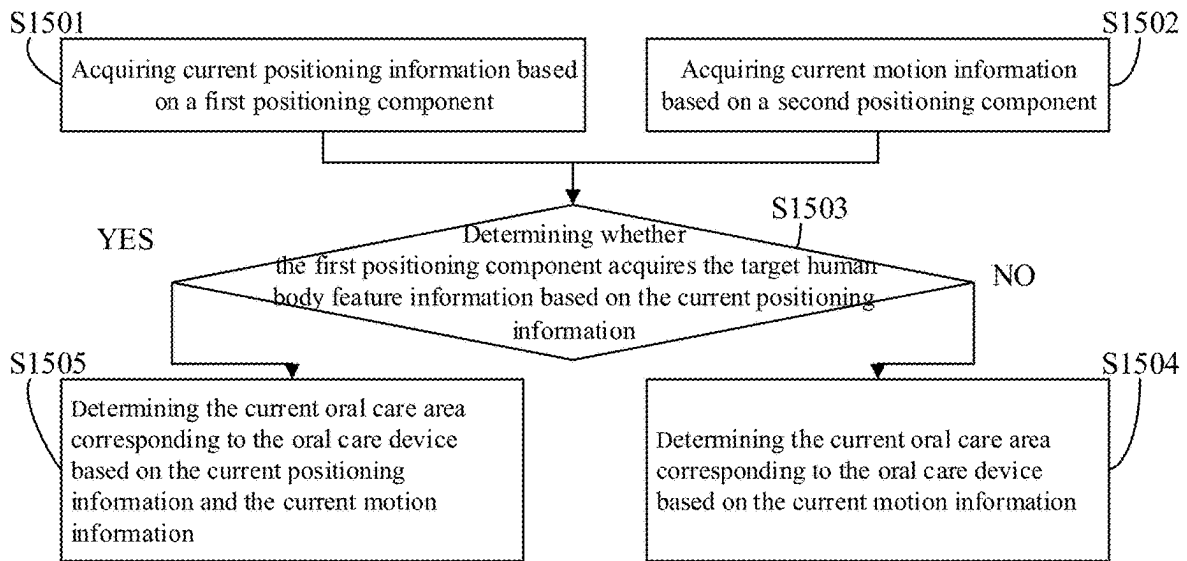 S1501
Acquiring current positioning information based
on a first positioning component
S1502
Acquiring current motion information
based on a second positioning component
S1503
YES
Determining whether
the first positioning component acquires the target human
body feature information based on the current positioning
information
NO
S1505
Determining the current oral care area
corresponding to the oral care device
based on the current positioning
information and the current motion
information
S1504
Determining the current oral care area
corresponding to the oral care device
based on the current motion information